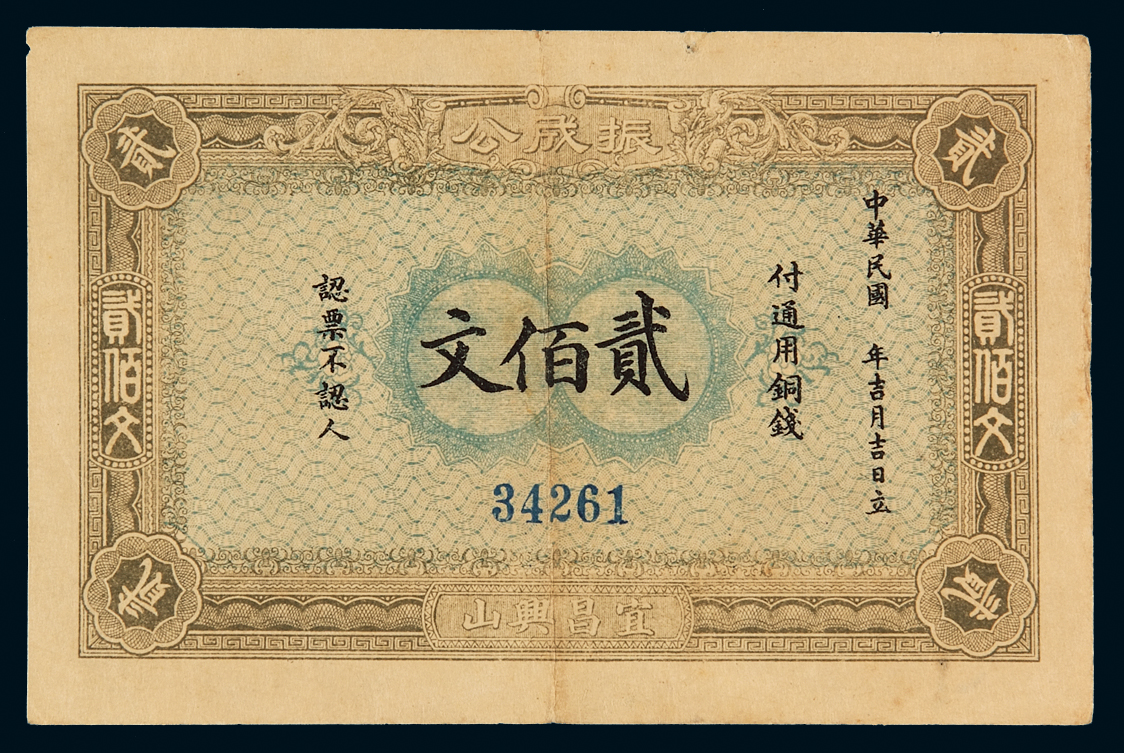 振成公
貳
貳
中華民國 年吉月吉日立
付通用銅錢
貳佰文
認票不認人
貳佰文
貳佰文
34261
貳
貳
宜昌興山